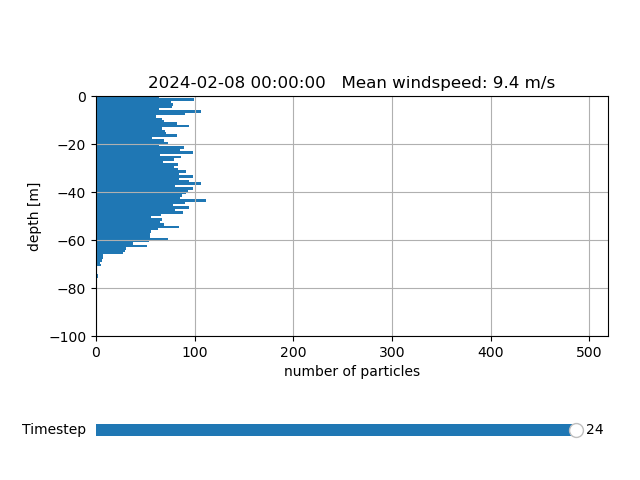 2024-02-08 00:00:00   Mean windspeed: 9.4 m/s
0
−20
−40
−60
−80
−100
depth [m]
0 100 200 300 400 500
number of particles
Timestep 24